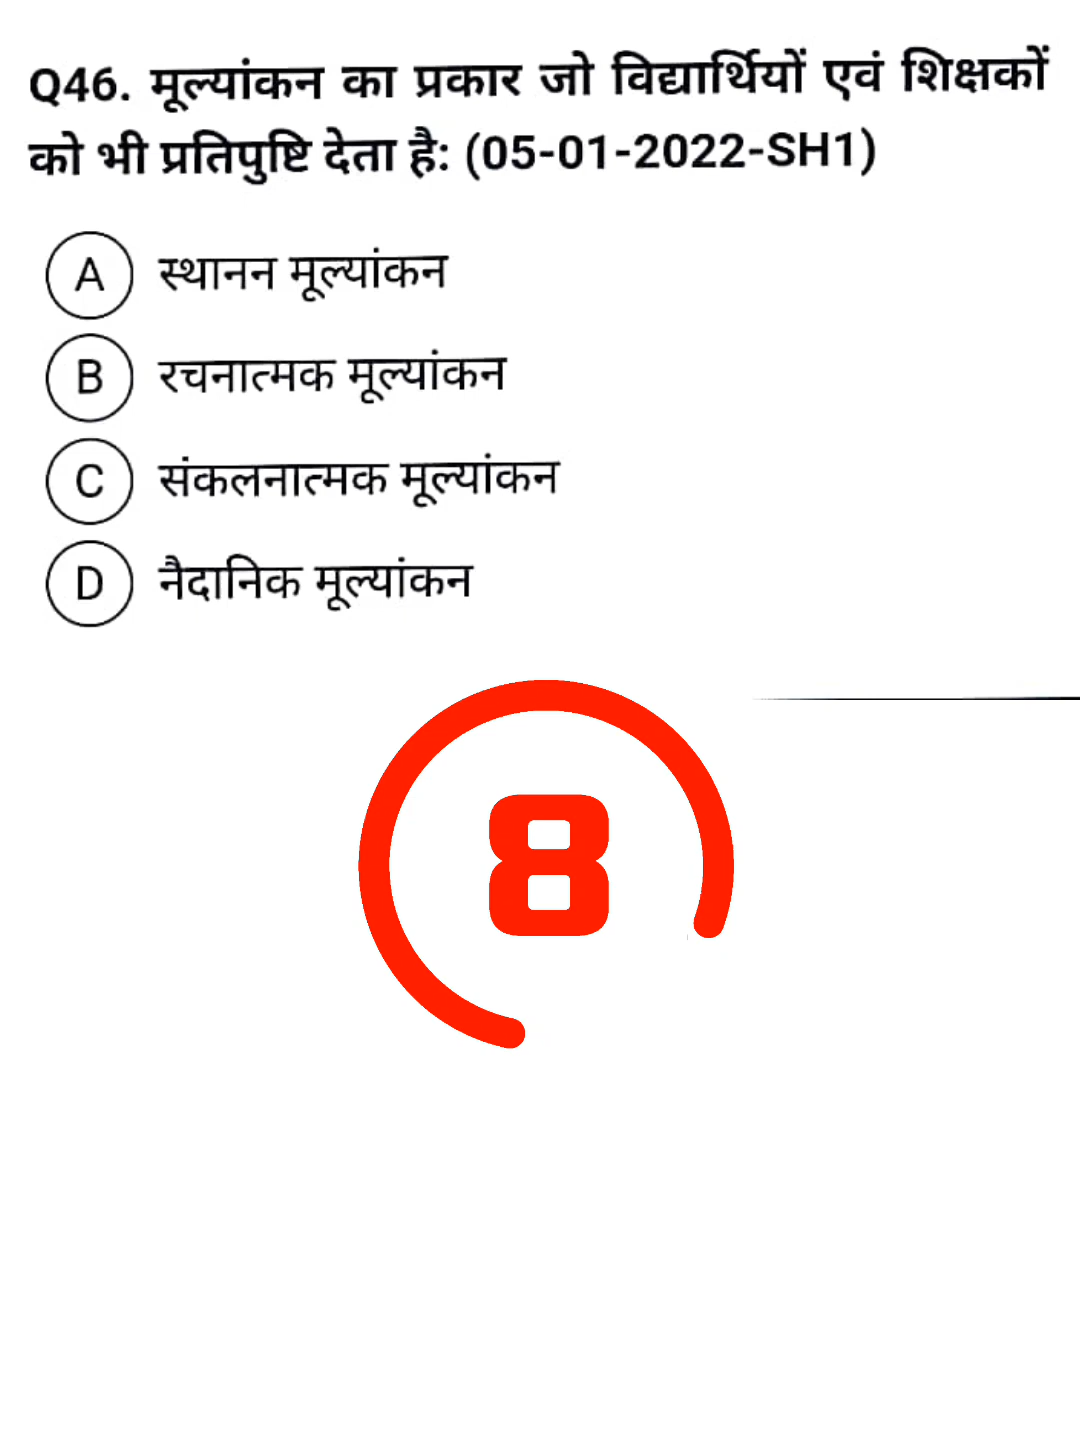 Q46. मूल्यांकन का प्रकार जो विद्यार्थियों एवं शिक्षकों
को भी प्रतिपुष्टि देता है: (05-01-2022-SH1)
A स्थानन मूल्यांकन
B रचनात्मक मूल्यांकन
C संकलनात्मक मूल्यांकन
D नैदानिक मूल्यांकन
8